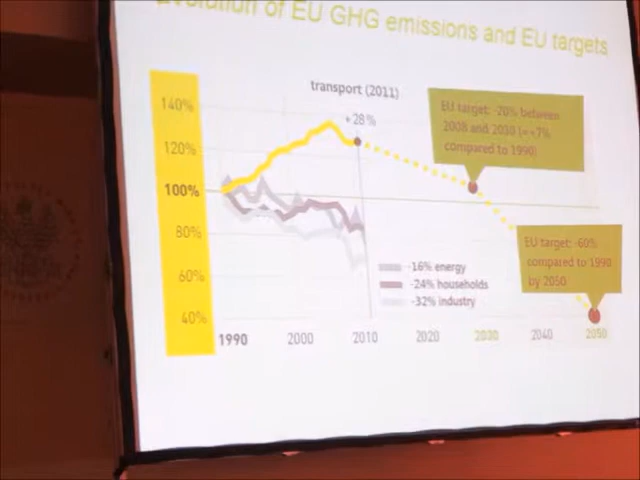 Evolution of EU GHG emissions and EU targets
transport (2011)
+28%
140%
120%
100%
80%
60%
40%
EU target: -20% between
2008 and 2030 (=+7%
compared to 1990)
EU target: -60%
compared to 1990
by 2050
-16% energy
-24% households
-32% industry
1990 2000 2010 2020 2030 2040 2050